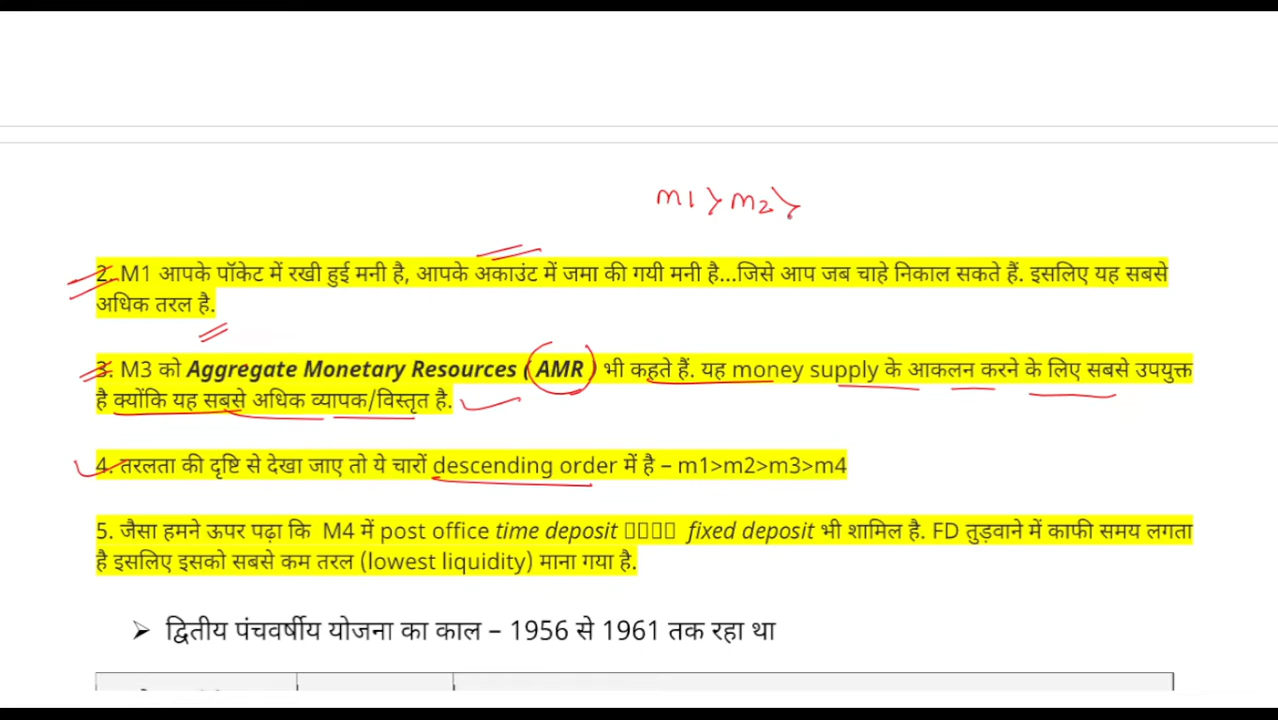 m1 > m2 >
2. M1 आपके पॉकेट में रखी हुई मनी है, आपके अकाउंट में जमा की गयी मनी है...जिसे आप जब चाहे निकाल सकते हैं. इसलिए यह सबसे
अधिक तरल है.
3. M3 को Aggregate Monetary Resources ( AMR ) भी कहते हैं. यह money supply के आकलन करने के लिए सबसे उपयुक्त
है क्योंकि यह सबसे अधिक व्यापक/विस्तृत है.
4. तरलता की दृष्टि से देखा जाए तो ये चारों descending order में है – m1>m2>m3>m4
5. जैसा हमने ऊपर पढ़ा कि M4 में post office time deposit ▯▯▯▯ fixed deposit भी शामिल है. FD तुड़वाने में काफी समय लगता
है इसलिए इसको सबसे कम तरल (lowest liquidity) माना गया है.
➢ द्वितीय पंचवर्षीय योजना का काल – 1956 से 1961 तक रहा था